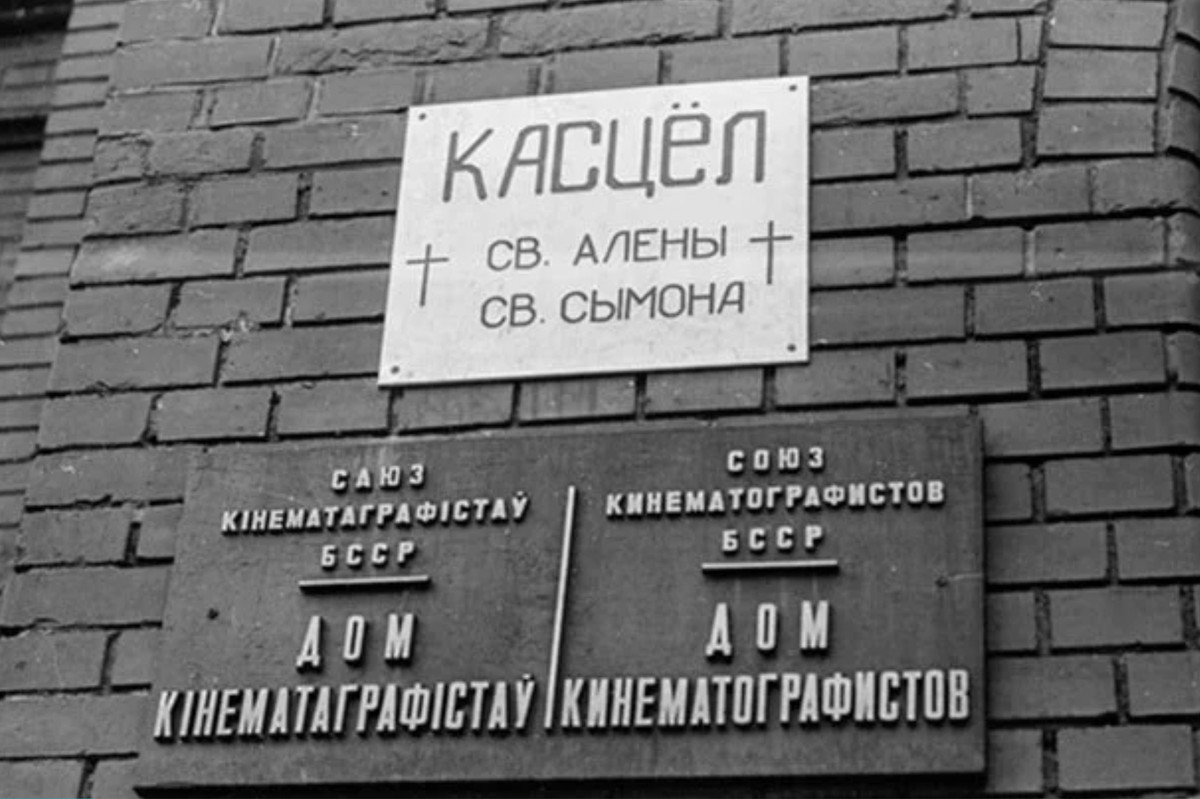 КАСЦЁЛ
СВ. АЛЕНЫ
СВ. СЫМОНА
САЮЗ
КІНЕМАТАГРАФІСТАЎ
БССР
ДОМ
КІНЕМАТАГРАФІСТАЎ
СОЮЗ
КИНЕМАТОГРАФИСТОВ
БССР
ДОМ
КИНЕМАТОГРАФИСТОВ